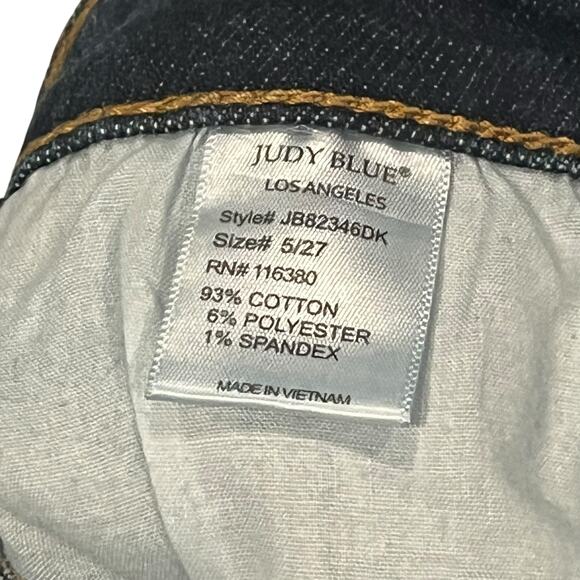 JUDY BLUE®
LOS ANGELES
Style# JB82346DK
Size# 5/27
RN# 116380
93% COTTON
6% POLYESTER
1% SPANDEX
MADE IN VIETNAM